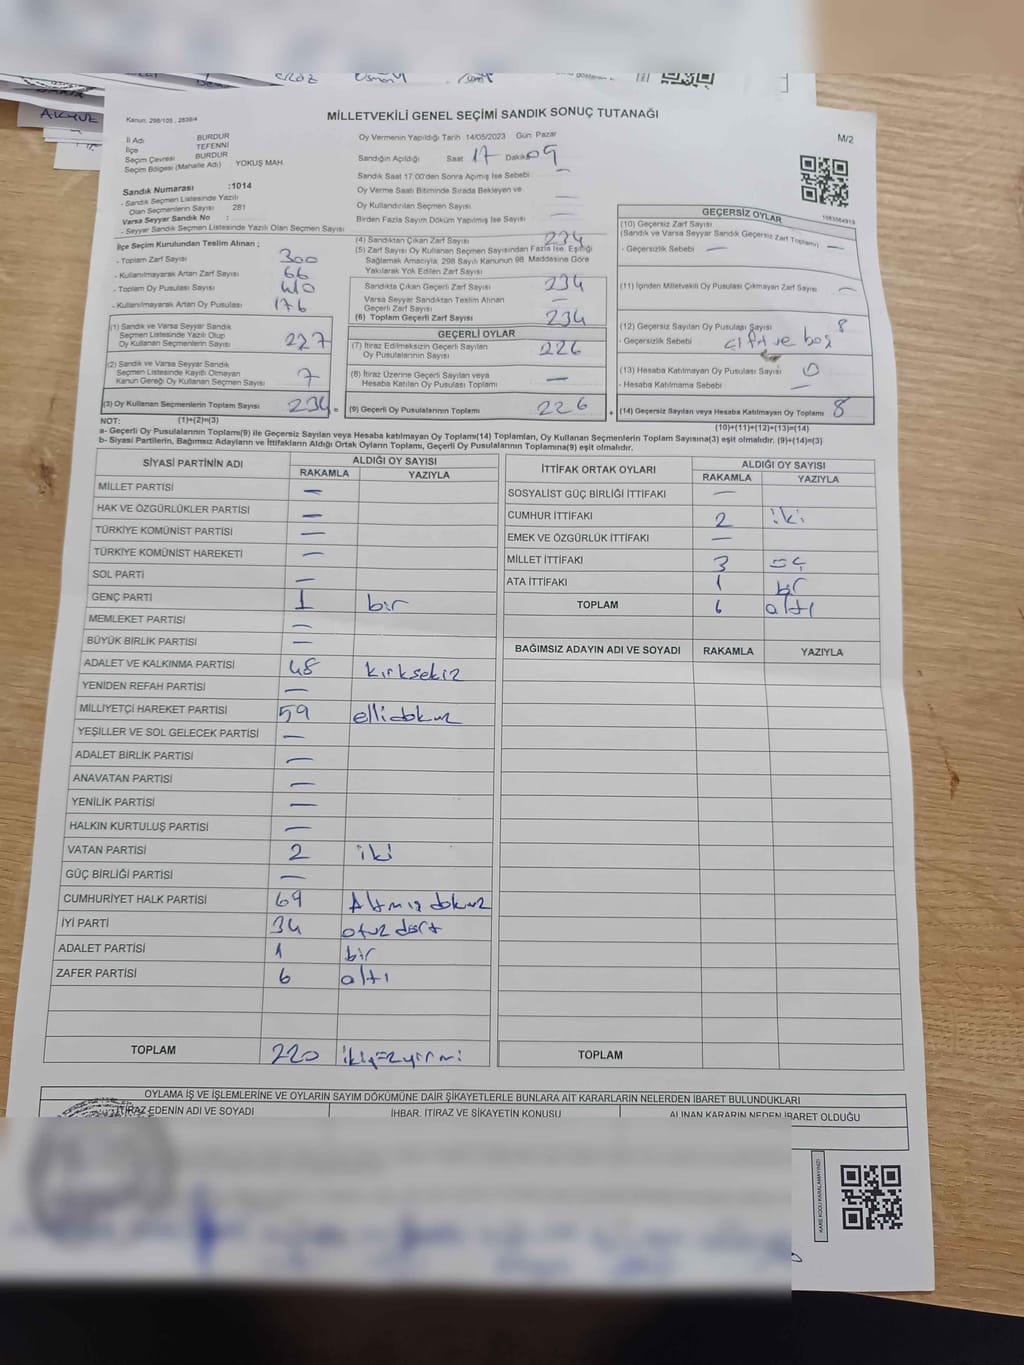 MİLLETVEKİLİ GENEL SEÇİMİ SANDIK SONUÇ TUTANAĞI
M/2
Kanun, 298/105, 2839/4
İl Adı BURDUR
İlçe TEFENNİ
Seçim Çevresi BURDUR
Seçim Bölgesi (Mahalle Adı) YOKUŞ MAH.
Sandık Numarası :1014
- Sandık Seçmen Listesinde Yazılı
Olan Seçmenlerin Sayısı 281
Varsa Seyyar Sandık No :
- Seyyar Sandık Seçmen Listesinde Yazılı Olan Seçmen Sayısı
Oy Vermenin Yapıldığı Tarih 14/05/2023 Gün Pazar
Sandığın Açıldığı Saat 17 Dakika 09
Sandık Saat 17:00'den Sonra Açımış İse Sebebi —
Oy Verme Saati Bitiminde Sırada Bekleyen ve —
Oy Kullandırılan Seçmen Sayısı —
Birden Fazla Sayım Döküm Yapılmış İse Sayısı —
İlçe Seçim Kurulundan Teslim Alınan ;
- Toplam Zarf Sayısı 300
- Kullanılmayarak Artan Zarf Sayısı 66
- Toplam Oy Pusulası 410
- Kullanılmayarak Artan Oy Pusulası 176
(1) Sandık ve Varsa Seyyar Sandık
Seçmen Listesinde Yazılı Olup
Oy Kullanan Seçmenlerin Sayısı 227
(2) Sandık ve Varsa Seyyar Sandık
Seçmen Listesinde Kayıtlı Olmayan
Kanun Gereği Oy Kullanan Seçmen Sayısı 7
(3) Oy Kullanan Seçmenlerin Toplam Sayısı 234 =
(4) Sandıktan Çıkan Zarf Sayısı 234
(5) Zarf Sayısı Oy Kullanan Seçmen Sayısından Fazla İse, Eşitliği
Sağlamak Amacıyla, 298 Sayılı Kanunun 98. Maddesine Göre
Yakılarak Yok Edilen Zarf Sayısı
Sandıkta Çıkan Geçerli Zarf Sayısı 234
Varsa Seyyar Sandıktan Teslim Alınan
Geçerli Zarf Sayısı —
(6) Toplam Geçerli Zarf Sayısı 234
GEÇERLİ OYLAR
(7) İtiraz Edilmeksizin Geçerli Sayılan
Oy Pusulalarının Sayısı 226
(8) İtiraz Üzerine Geçerli Sayılan veya
Hesaba Katılan Oy Pusulası Toplamı —
(9) Geçerli Oy Pusulalarının Toplamı 226 +
GEÇERSİZ OYLAR
(10) Geçersiz Zarf Sayısı
(Sandık ve Varsa Seyyar Sandık Geçersiz Zarf Toplamı) —
- Geçersizlik Sebebi —
(11) İçinden Milletvekili Oy Pusulası Çıkmayan Zarf Sayısı —
(12) Geçersiz Sayılan Oy Pusulası Sayısı 8
- Geçersizlik Sebebi çift ve boş
(13) Hesaba Katılmayan Oy Pusulası Sayısı 0
- Hesaba Katılmama Sebebi —
(14) Geçersiz Sayılan veya Hesaba Katılmayan Oy Toplamı 8
NOT: (1)+(2)=(3) (10)+(11)+(12)+(13)=(14)
a- Geçerli Oy Pusulalarının Toplamı(9) ile Geçersiz Sayılan veya Hesaba katılmayan Oy Toplamı(14) Toplamları, Oy Kullanan Seçmenlerin Toplam Sayısına(3) eşit olmalıdır. (9)+(14)=(3)
b- Siyasi Partilerin, Bağımsız Adayların ve İttifakların Aldığı Ortak Oyların Toplamı, Geçerli Oy Pusulalarının Toplamına(9) eşit olmalıdır.
SİYASİ PARTİNİN ADI ALDIĞI OY SAYISI
RAKAMLA YAZIYLA
MİLLET PARTİSİ —
HAK VE ÖZGÜRLÜKLER PARTİSİ —
TÜRKİYE KOMÜNİST PARTİSİ —
TÜRKİYE KOMÜNİST HAREKETİ —
SOL PARTİ —
GENÇ PARTİ 1 bir
MEMLEKET PARTİSİ —
BÜYÜK BİRLİK PARTİSİ —
ADALET VE KALKINMA PARTİSİ 48 kırksekiz
YENİDEN REFAH PARTİSİ —
MİLLİYETÇİ HAREKET PARTİSİ 59 ellidokuz
YEŞİLLER VE SOL GELECEK PARTİSİ —
ADALET BİRLİK PARTİSİ —
ANAVATAN PARTİSİ —
YENİLİK PARTİSİ —
HALKIN KURTULUŞ PARTİSİ —
VATAN PARTİSİ 2 iki
GÜÇ BİRLİĞİ PARTİSİ —
CUMHURİYET HALK PARTİSİ 69 Altmış dokuz
İYİ PARTİ 34 otuz dört
ADALET PARTİSİ 1 bir
ZAFER PARTİSİ 6 altı
TOPLAM 220 ikiyüzyirmi
İTTİFAK ORTAK OYLARI ALDIĞI OY SAYISI
RAKAMLA YAZIYLA
SOSYALİST GÜÇ BİRLİĞİ İTTİFAKI —
CUMHUR İTTİFAKI 2 iki
EMEK VE ÖZGÜRLÜK İTTİFAKI —
MİLLET İTTİFAKI 3 üç
ATA İTTİFAKI 1 bir
TOPLAM 6 altı
BAĞIMSIZ ADAYIN ADI VE SOYADI RAKAMLA YAZIYLA
TOPLAM
OYLAMA İŞ VE İŞLEMLERİNE VE OYLARIN SAYIM DÖKÜMÜNE DAİR ŞİKAYETLERLE BUNLARA AİT KARARLARIN NELERDEN İBARET BULUNDUKLARI
İTİRAZ EDENİN ADI VE SOYADI İHBAR, İTİRAZ VE ŞİKAYETİN KONUSU ALINAN KARARIN NEDEN İBARET OLDUĞU
KARE KODU KARALAMAYINIZ!